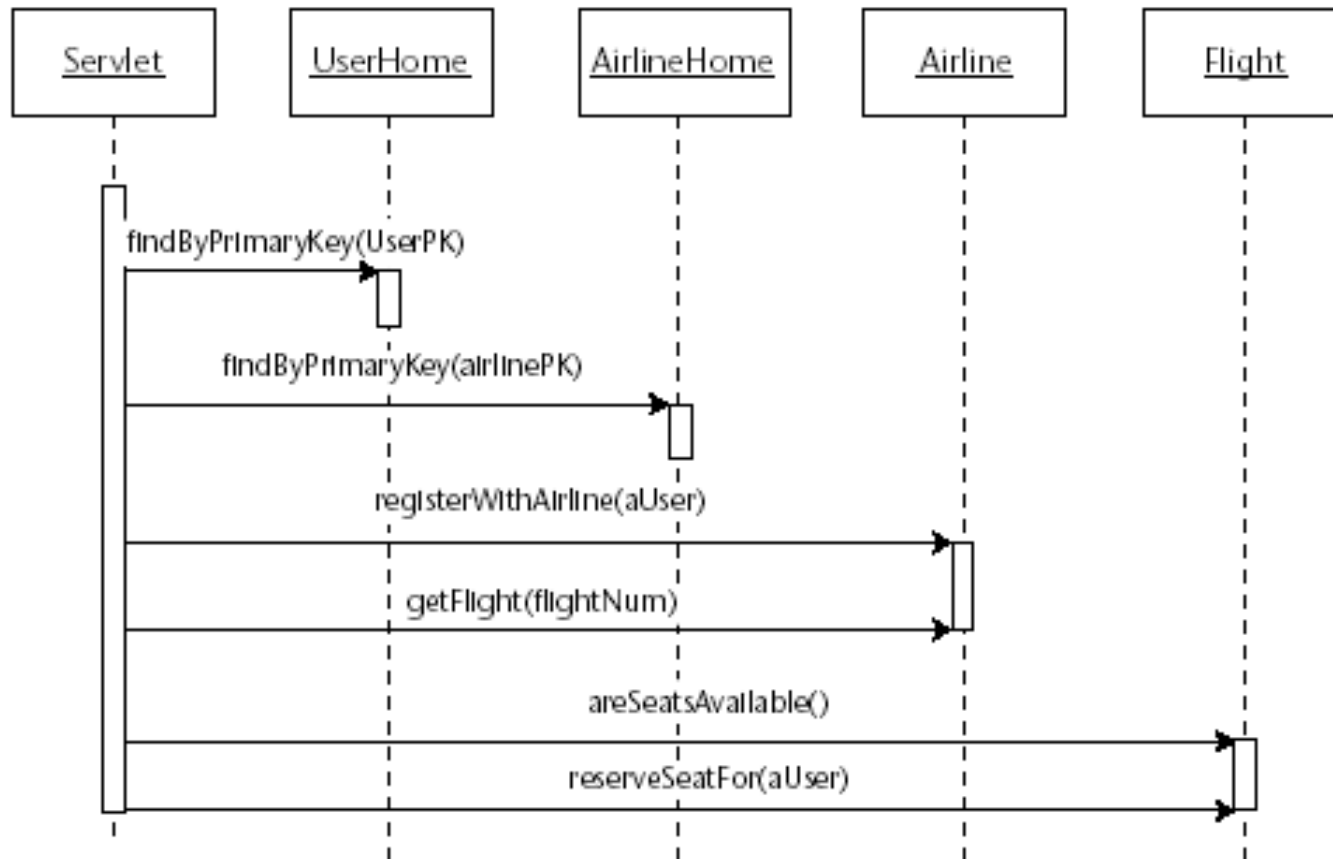 Servlet
UserHome
AirlineHome
Airline
Flight
findByPrimaryKey(UserPK)
findByPrimaryKey(airlinePK)
registerWithAirline(aUser)
getFlight(flightNum)
areSeatsAvailable()
reserveSeatFor(aUser)